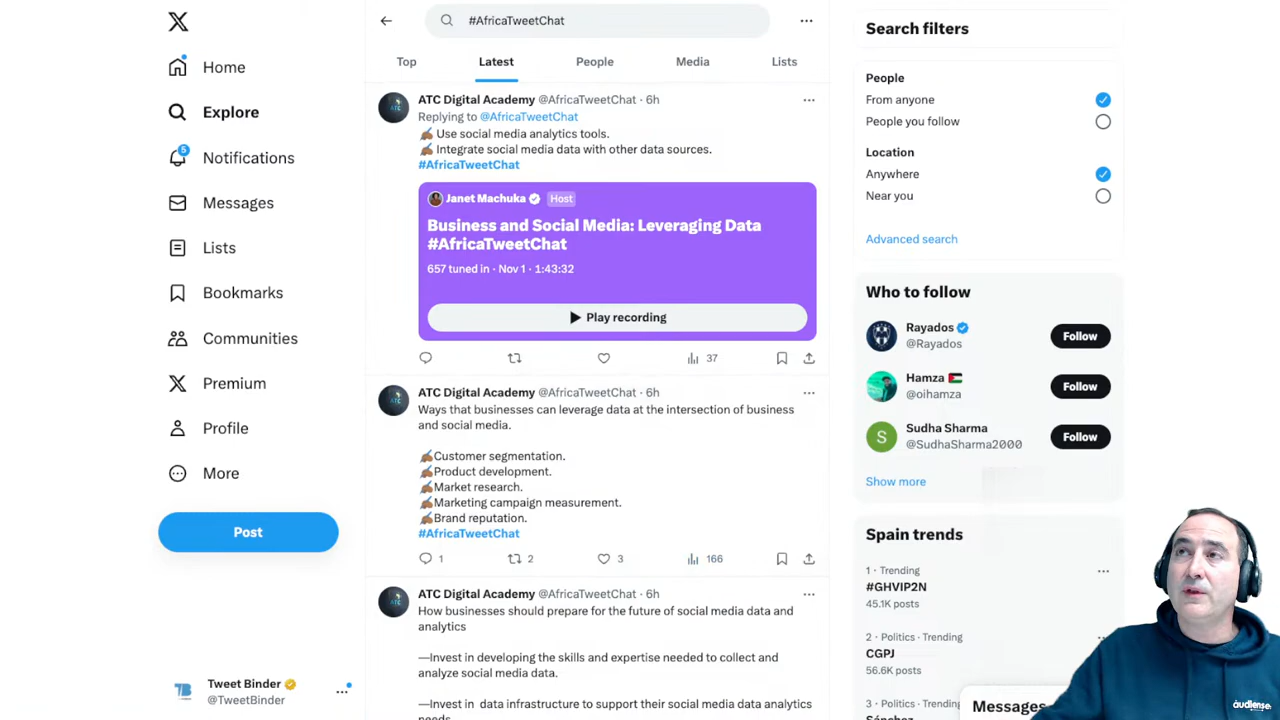 Home
Explore
5
Notifications
Messages
Lists
Bookmarks
Communities
Premium
Profile
More
Post
Tweet Binder
@TweetBinder
#AfricaTweetChat
Top
Latest
People
Media
Lists
ATC Digital Academy @AfricaTweetChat · 6h
Replying to @AfricaTweetChat
Use social media analytics tools.
Integrate social media data with other data sources.
#AfricaTweetChat
Janet Machuka Host
Business and Social Media: Leveraging Data
#AfricaTweetChat
657 tuned in · Nov 1 · 1:43:32
Play recording
37
ATC Digital Academy @AfricaTweetChat · 6h
Ways that businesses can leverage data at the intersection of business
and social media.
Customer segmentation.
Product development.
Market research.
Marketing campaign measurement.
Brand reputation.
#AfricaTweetChat
1 2 3 166
ATC Digital Academy @AfricaTweetChat · 6h
How businesses should prepare for the future of social media data and
analytics
—Invest in developing the skills and expertise needed to collect and
analyze social media data.
—Invest in data infrastructure to support their social media data analytics
needs.
Search filters
People
From anyone
People you follow
Location
Anywhere
Near you
Advanced search
Who to follow
Rayados
@Rayados
Follow
Hamza
@oihamza
Follow
S
Sudha Sharma
@SudhaSharma2000
Follow
Show more
Spain trends
1 · Trending
#GHVIP2N
45.1K posts
2 · Politics · Trending
CGPJ
56.6K posts
3 · Politics · Trending
Sánchez
Messages
audiense